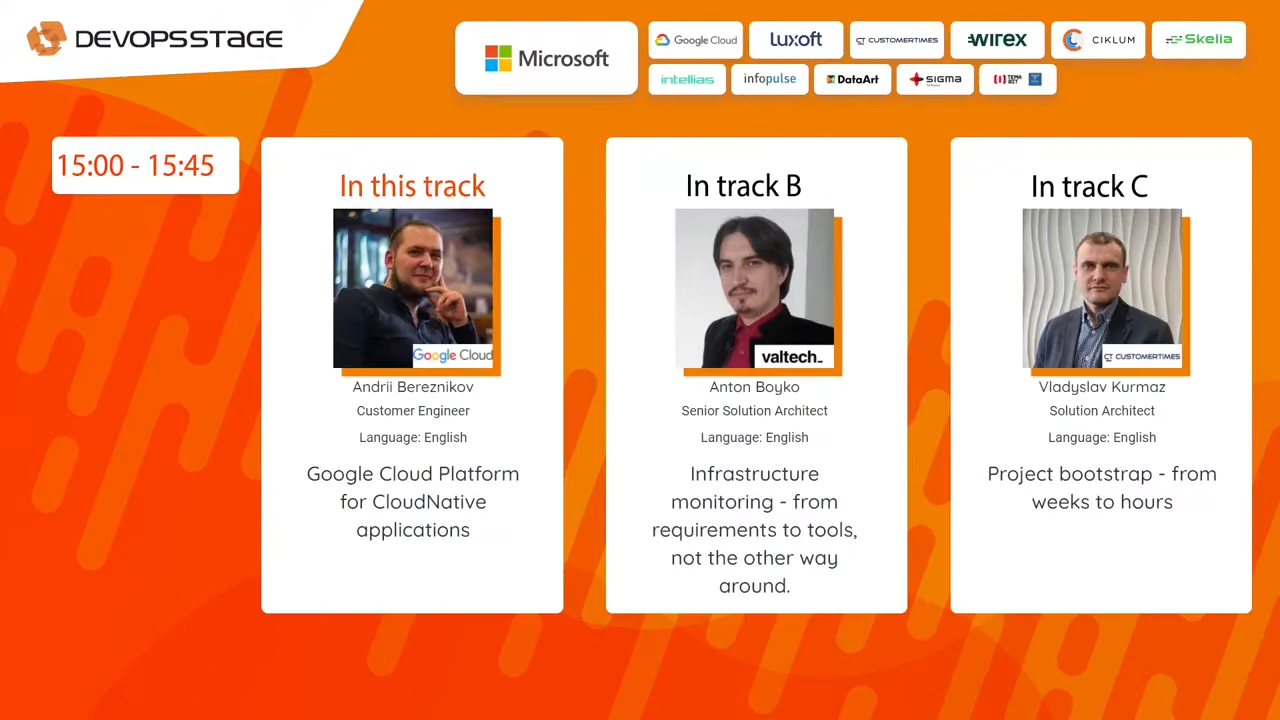 DEVOPSSTAGE
Microsoft
Google Cloud
Luxoft
CUSTOMERTIMES
WIREX
CIKLUM
Skelia
intellias
infopulse
DataArt
SIGMA
TEMA
BIT
15:00 - 15:45
In this track
Google Cloud
Andrii Bereznikov
Customer Engineer
Language: English
Google Cloud Platform
for CloudNative
applications
In track B
valtech_
Anton Boyko
Senior Solution Architect
Language: English
Infrastructure
monitoring - from
requirements to tools,
not the other way
around.
In track C
CUSTOMERTIMES
Vladyslav Kurmaz
Solution Architect
Language: English
Project bootstrap - from
weeks to hours